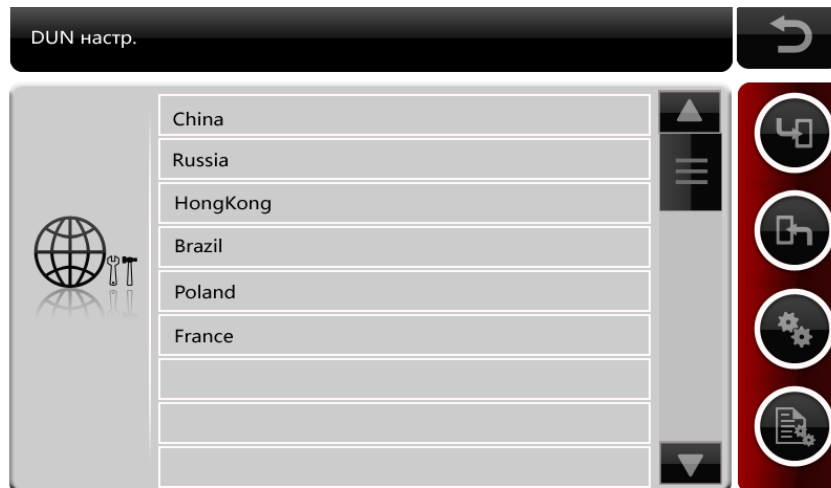 DUN настр.
China
Russia
HongKong
Brazil
Poland
France